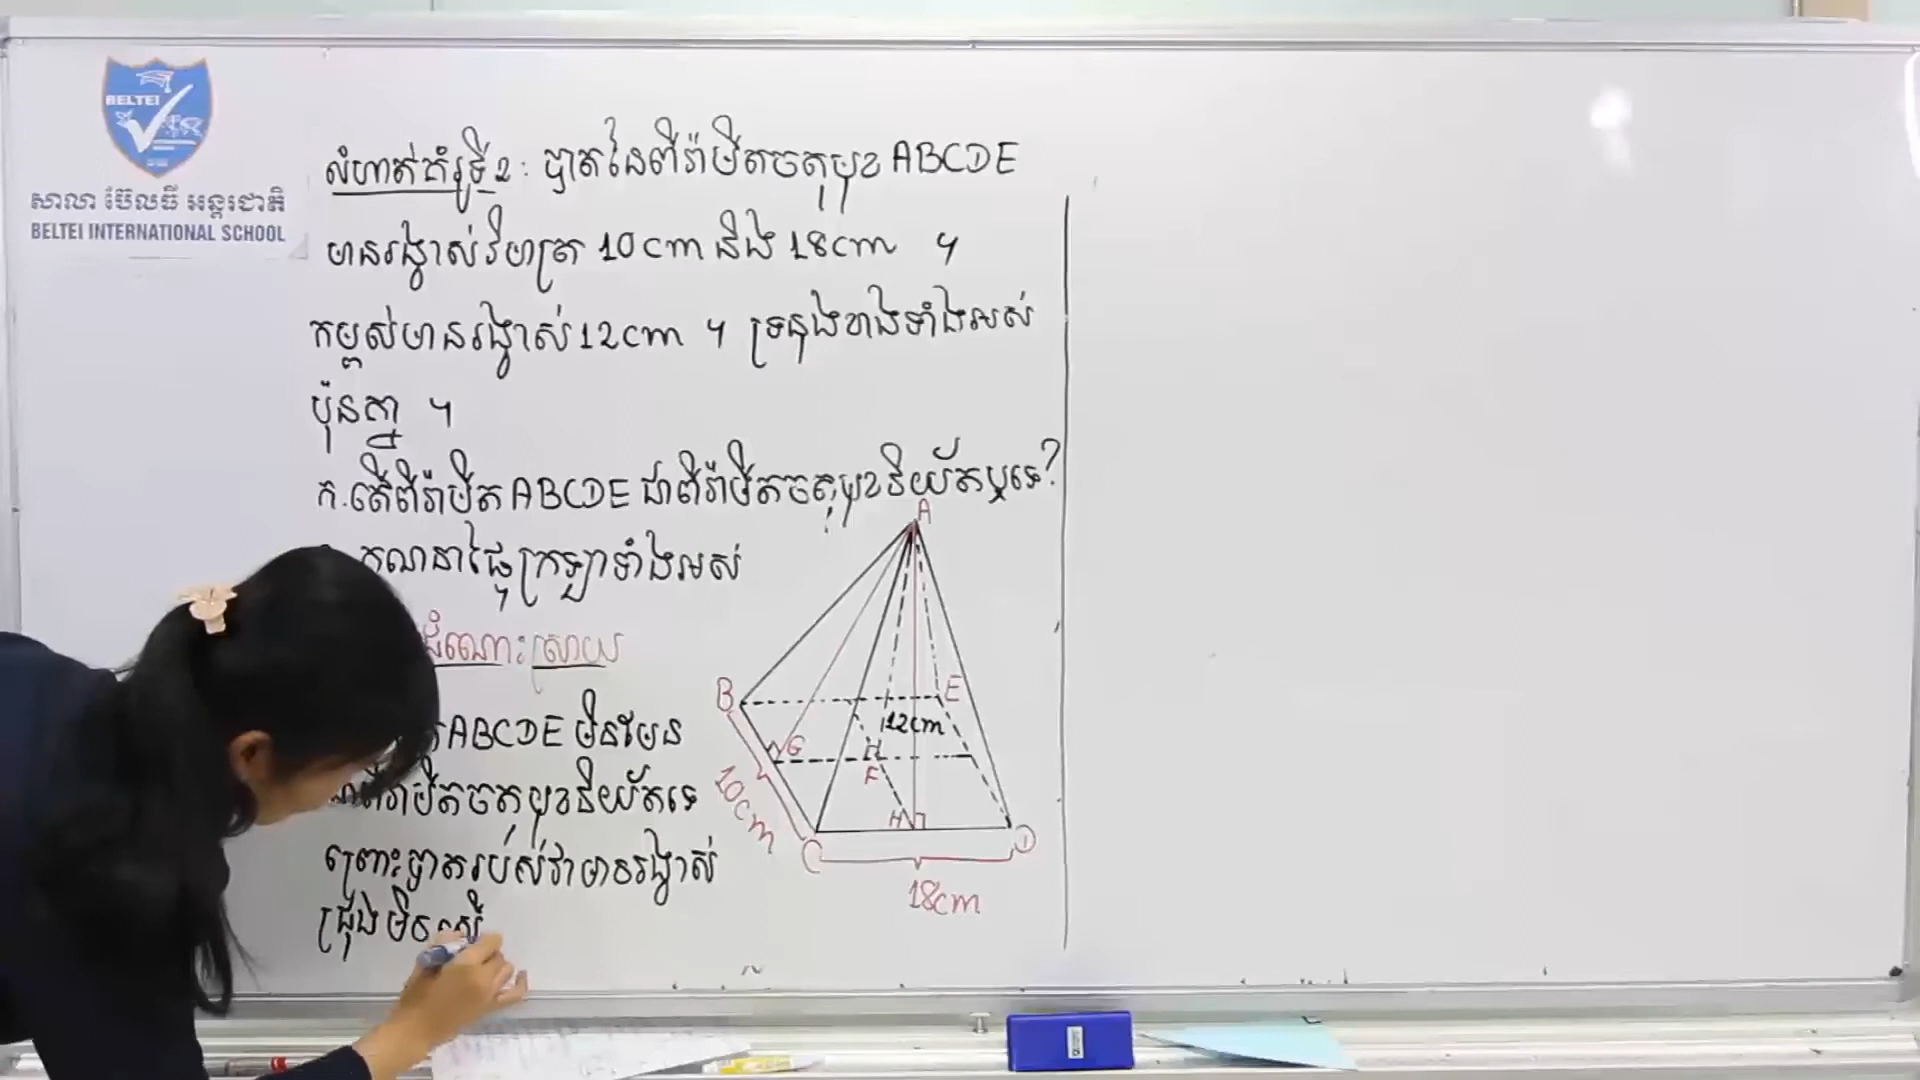 BELTEI
សាលា ប៊ែលធី អន្តរជាតិ
BELTEI INTERNATIONAL SCHOOL
លំហាត់គំរូទី2 : បាតនៃពីរ៉ាមីតចតុមុខ ABCDE
មានរង្វាស់វិមាត្រ 10cm និង 18cm ។
កម្ពស់មានរង្វាស់ 12cm ។ ទ្រនុងខាងទាំងអស់
ប៉ុនគ្នា ។
ក. តើពីរ៉ាមីត ABCDE ជាពីរ៉ាមីតចតុមុខនិយ័តឬទេ?
គណនាផ្ទៃក្រឡាទាំងអស់
ដំណោះស្រាយ
ABCDE មិនមែន
ជាពីរ៉ាមីតចតុមុខនិយ័តទេ
ព្រោះបាតរបស់វាមានរង្វាស់
ជ្រុងមិនស្មើ
A
B
E
12cm
G
H
F
10cm
H
C
D
18cm